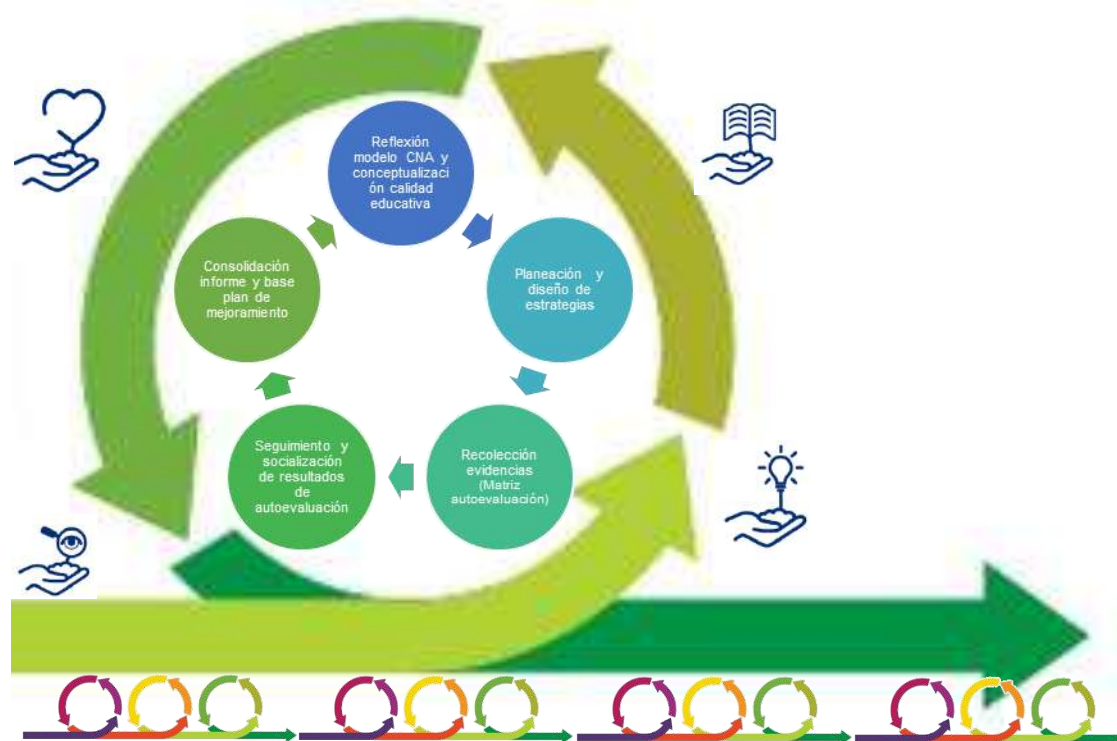 Reflexión
modelo CNA y
conceptualizaci
ón calidad
educativa
Planeación y
diseño de
estrategias
Recolección
evidencias
(Matriz
autoevaluación)
Seguimiento y
socialización
de resultados
de
autoevaluación
Consolidación
informe y base
plan de
mejoramiento